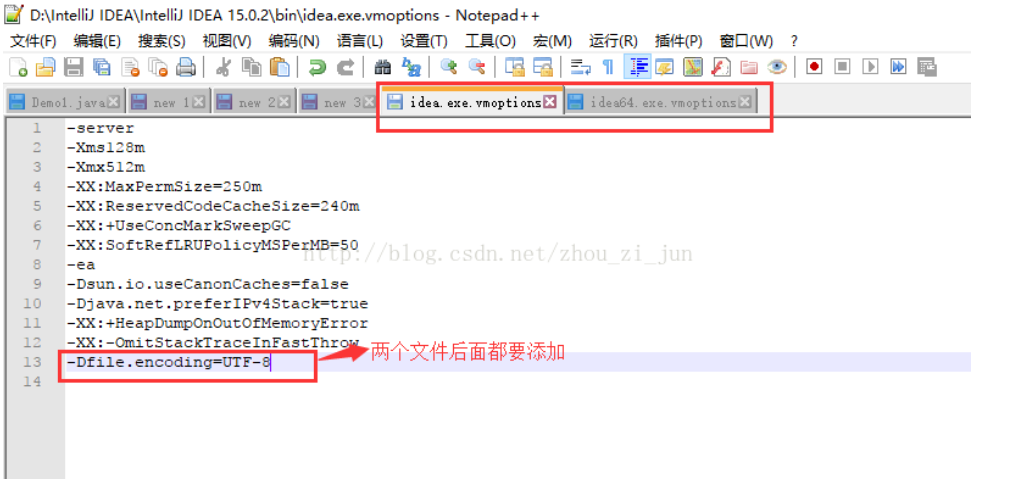 D:\IntelliJ IDEA\IntelliJ IDEA 15.0.2\bin\idea.exe.vmoptions - Notepad++
文件(F) 编辑(E) 搜索(S) 视图(V) 编码(N) 语言(L) 设置(T) 工具(O) 宏(M) 运行(R) 插件(P) 窗口(W) ?
Demo1.java new 1 new 2 new 3 idea.exe.vmoptions idea64.exe.vmoptions
1 -server
2 -Xms128m
3 -Xmx512m
4 -XX:MaxPermSize=250m
5 -XX:ReservedCodeCacheSize=240m
6 -XX:+UseConcMarkSweepGC
7 -XX:SoftRefLRUPolicyMSPerMB=50
http://blog.csdn.net/zhou_zi_jun
8 -ea
9 -Dsun.io.useCanonCaches=false
10 -Djava.net.preferIPv4Stack=true
11 -XX:+HeapDumpOnOutOfMemoryError
12 -XX:-OmitStackTraceInFastThrow
两个文件后面都要添加
13 -Dfile.encoding=UTF-8
14